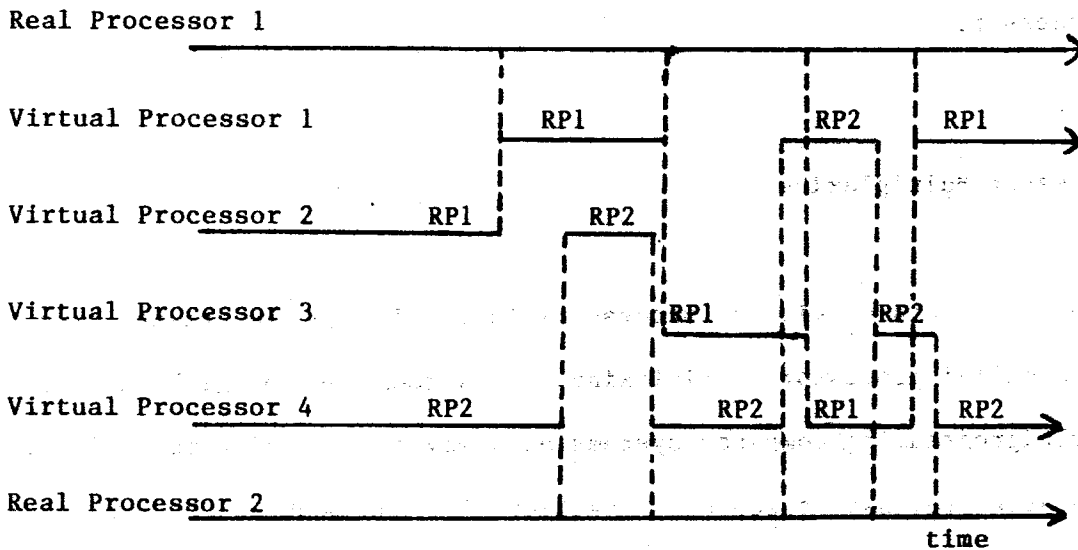 Real Processor 1
Virtual Processor 1 RP1 RP2 RP1
Virtual Processor 2 RP1 RP2
Virtual Processor 3 RP1 RP2
Virtual Processor 4 RP2 RP2 RP1 RP2
Real Processor 2
time